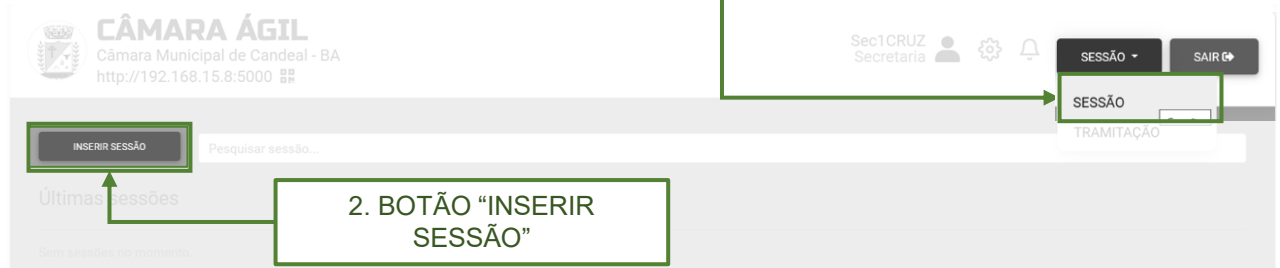 CÂMARA ÁGIL
Câmara Municipal de Candeal - BA
http://192.168.15.8:5000
Sec1CRUZ
Secretaria
SESSÃO
SAIR
SESSÃO
TRAMITAÇÃO
INSERIR SESSÃO
Pesquisar sessão...
Últimas sessões
2. BOTÃO “INSERIR
SESSÃO”
Sem sessões no momento.